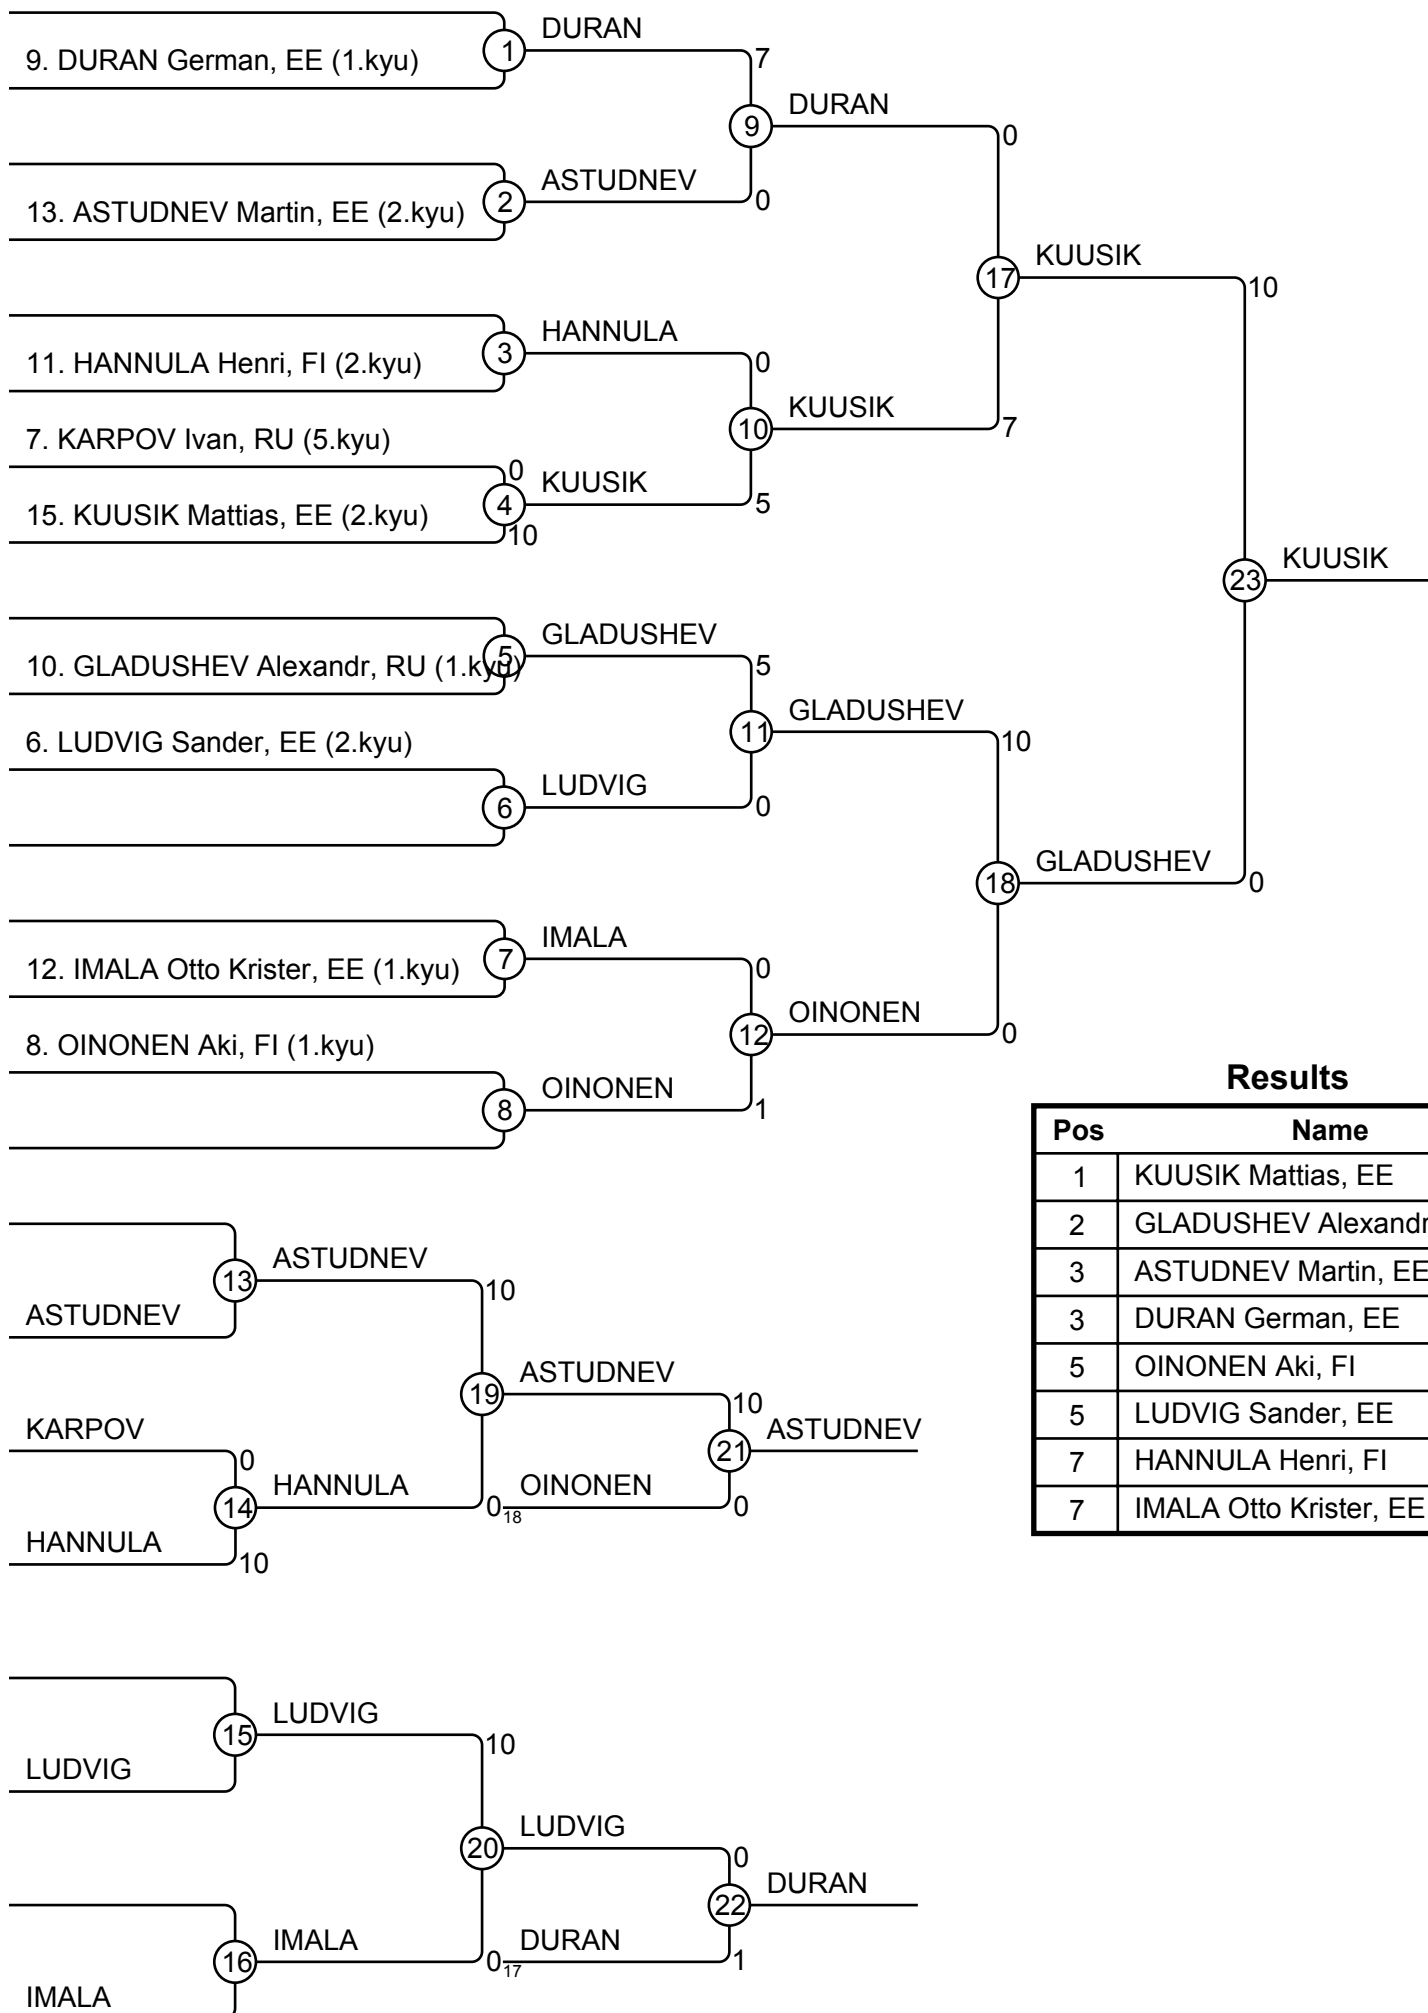 DURAN
9. DURAN German, EE (1.kyu)
1
7
DURAN
9
0
ASTUDNEV
13. ASTUDNEV Martin, EE (2.kyu)
2
0
KUUSIK
17
10
HANNULA
11. HANNULA Henri, FI (2.kyu)
3
0
KUUSIK
10
7
7. KARPOV Ivan, RU (5.kyu)
0
KUUSIK
4
5
15. KUUSIK Mattias, EE (2.kyu)
10
KUUSIK
23
GLADUSHEV
10. GLADUSHEV Alexandr, RU (1.kyu)
5
5
GLADUSHEV
11
10
6. LUDVIG Sander, EE (2.kyu)
LUDVIG
6
0
GLADUSHEV
18
0
IMALA
12. IMALA Otto Krister, EE (1.kyu)
7
0
OINONEN
12
0
8. OINONEN Aki, FI (1.kyu)
OINONEN
8
1
Results
Pos Name
1 KUUSIK Mattias, EE
2 GLADUSHEV Alexandr
3 ASTUDNEV Martin, EE
3 DURAN German, EE
5 OINONEN Aki, FI
5 LUDVIG Sander, EE
7 HANNULA Henri, FI
7 IMALA Otto Krister, EE
ASTUDNEV
13
10
ASTUDNEV
ASTUDNEV
19
10
ASTUDNEV
21
KARPOV
0
HANNULA
14
0
18
OINONEN
0
HANNULA
10
LUDVIG
15
10
LUDVIG
LUDVIG
20
0
DURAN
22
IMALA
16
0
17
DURAN
1
IMALA